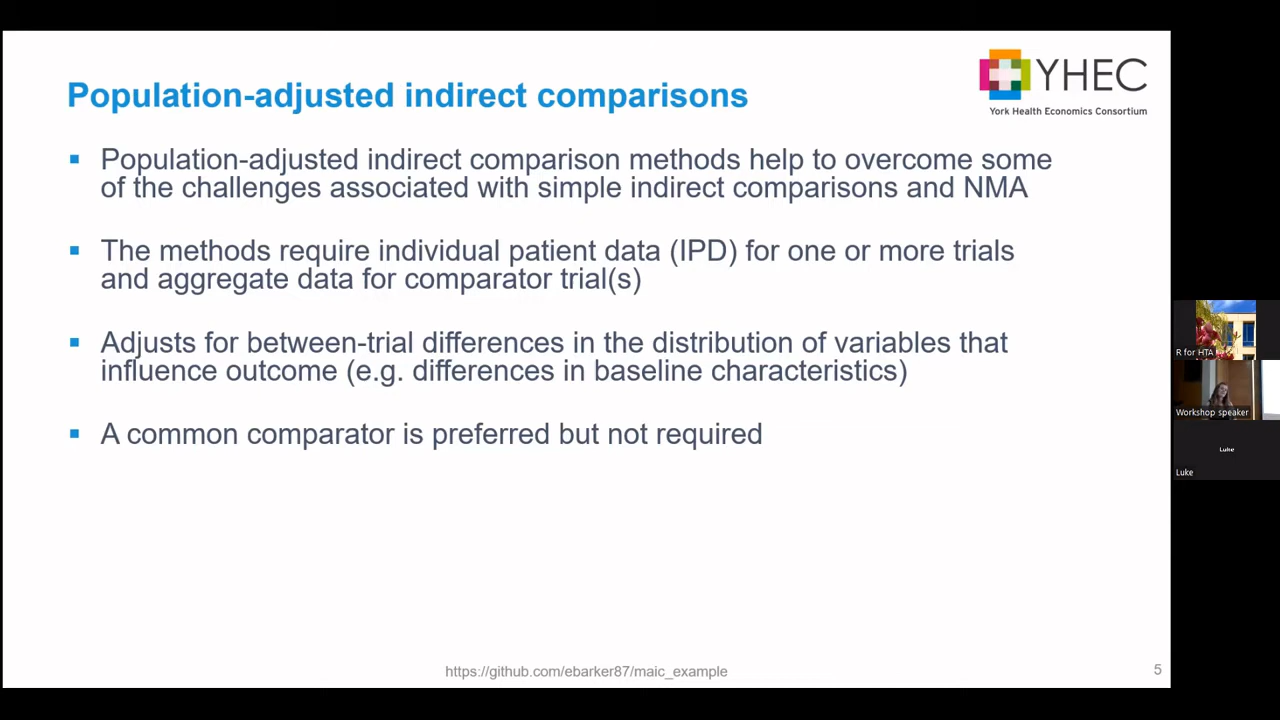 Population-adjusted indirect comparisons
YHEC
York Health Economics Consortium
▪ Population-adjusted indirect comparison methods help to overcome some
of the challenges associated with simple indirect comparisons and NMA
▪ The methods require individual patient data (IPD) for one or more trials
and aggregate data for comparator trial(s)
▪ Adjusts for between-trial differences in the distribution of variables that
influence outcome (e.g. differences in baseline characteristics)
▪ A common comparator is preferred but not required
R for HTA
Workshop speaker
Luke
Luke
https://github.com/ebarker87/maic_example
5